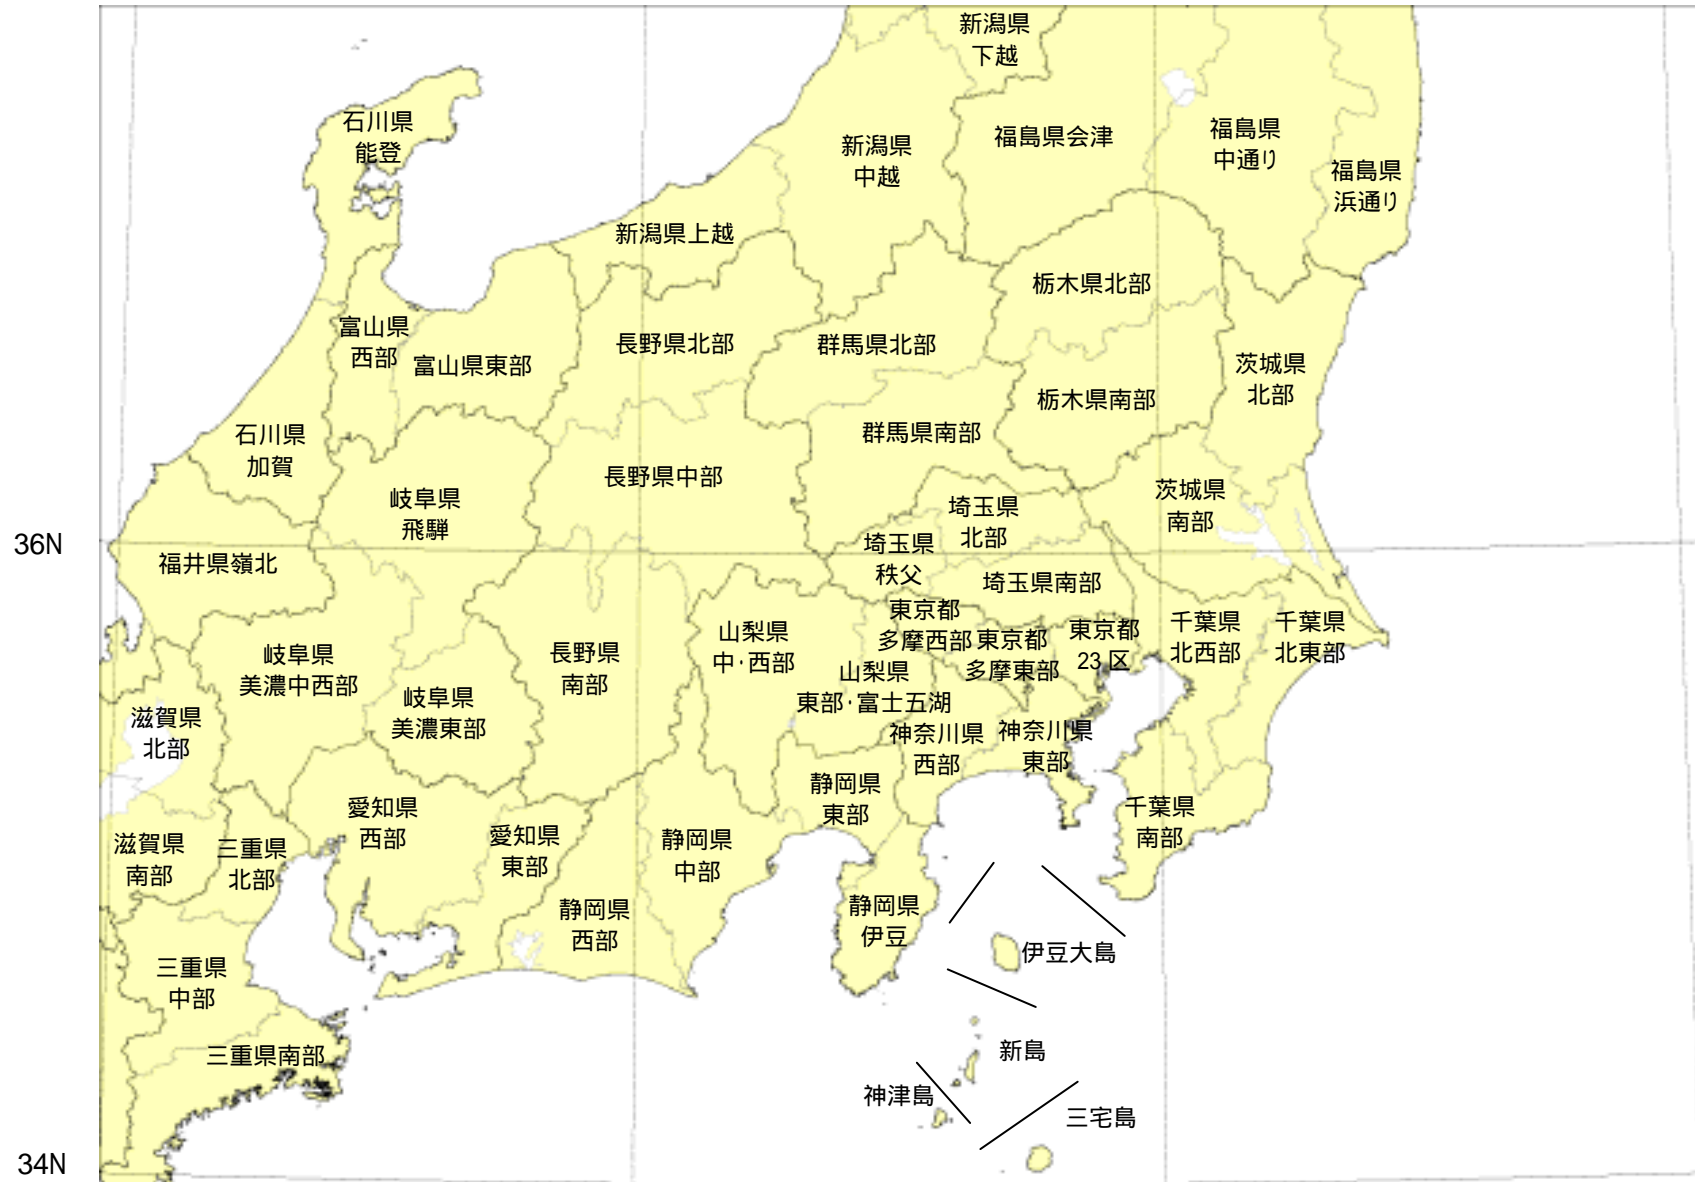 新潟県
下越
石川県
能登
新潟県
中越
福島県会津
福島県
中通り
福島県
浜通り
新潟県上越
栃木県北部
富山県
西部
富山県東部
長野県北部
群馬県北部
茨城県
北部
栃木県南部
石川県
加賀
群馬県南部
長野県中部
岐阜県
飛騨
茨城県
南部
埼玉県
北部
36N
福井県嶺北
埼玉県
秩父
埼玉県南部
東京都
多摩西部
東京都
多摩東部
東京都
23 区
千葉県
北西部
千葉県
北東部
山梨県
中・西部
長野県
南部
岐阜県
美濃中西部
山梨県
東部・富士五湖
岐阜県
美濃東部
滋賀県
北部
神奈川県
西部
神奈川県
東部
静岡県
東部
愛知県
西部
千葉県
南部
滋賀県
南部
三重県
北部
愛知県
東部
静岡県
中部
静岡県
伊豆
静岡県
西部
伊豆大島
三重県
中部
三重県南部
新島
神津島
三宅島
34N